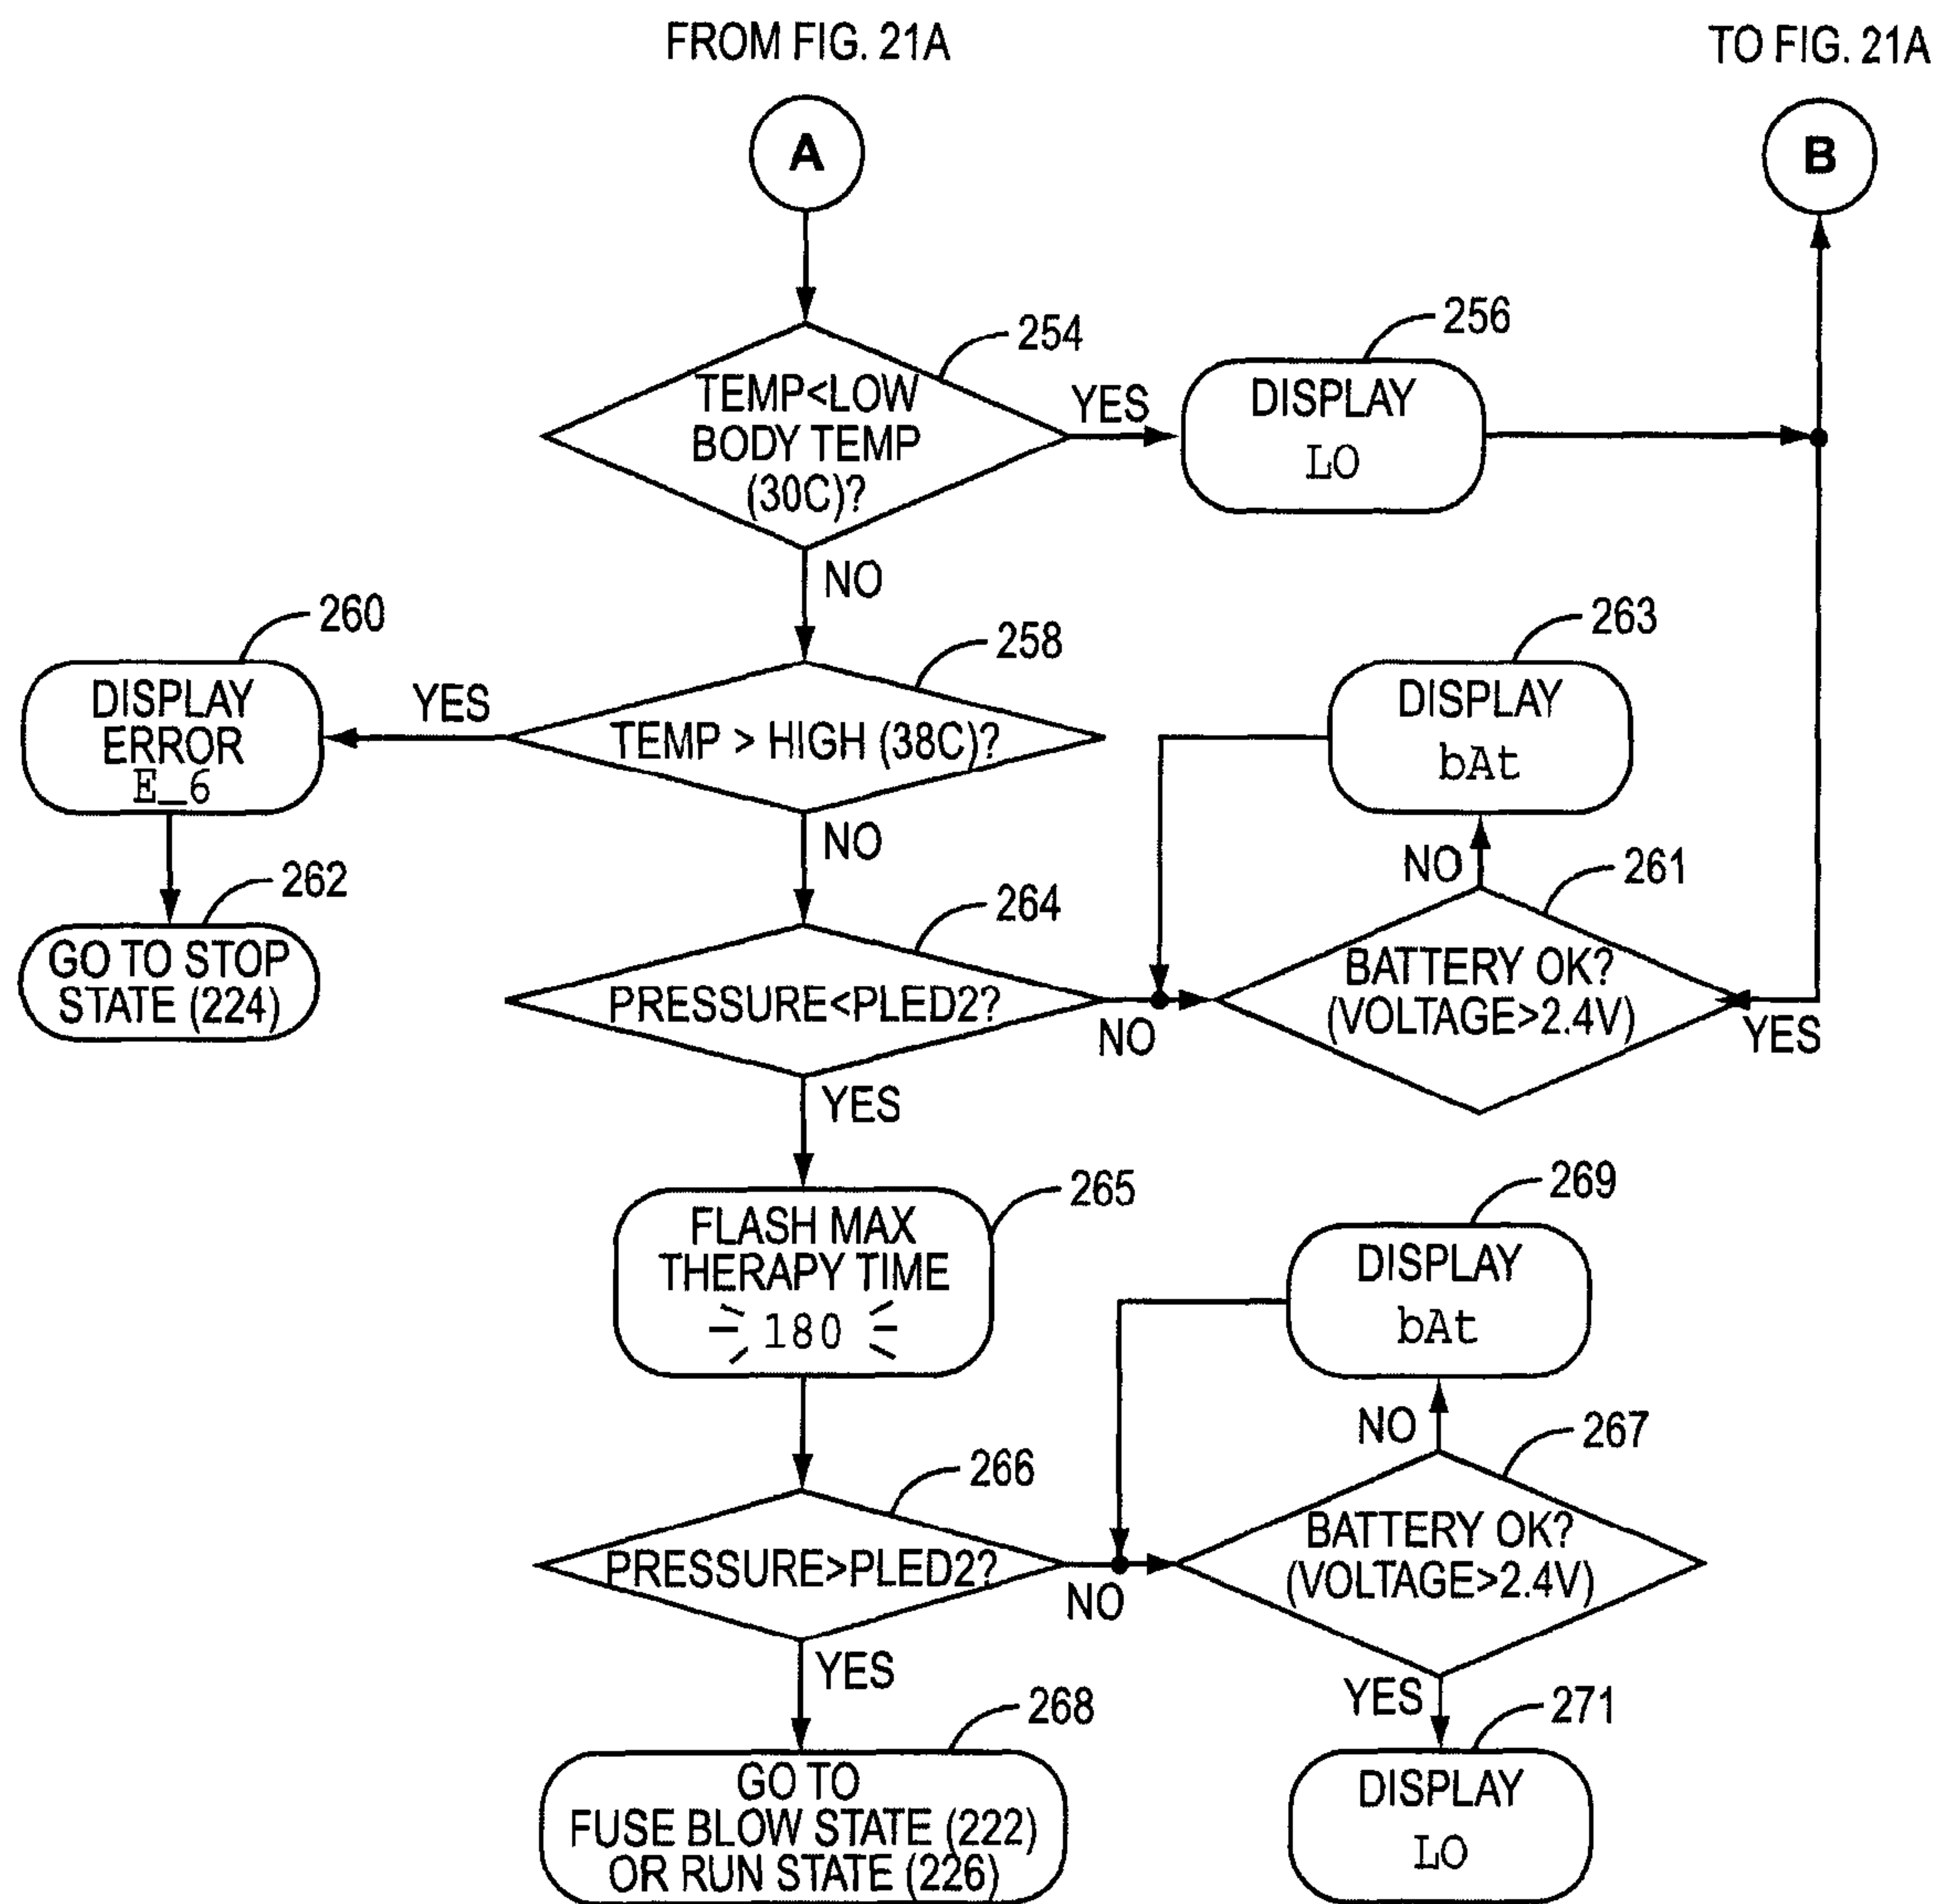 FROM FIG. 21A
TO FIG. 21A
A
B
254
TEMP<LOW
BODY TEMP
(30C)?
YES
256
DISPLAY
LO
NO
260
DISPLAY
ERROR
E_6
YES
258
TEMP > HIGH (38C)?
263
DISPLAY
bAt
NO
NO
262
GO TO STOP
STATE (224)
264
PRESSURE<PLED2?
NO
261
BATTERY OK?
(VOLTAGE>2.4V)
YES
YES
265
FLASH MAX
THERAPY TIME
180
269
DISPLAY
bAt
NO
266
PRESSURE>PLED2?
NO
267
BATTERY OK?
(VOLTAGE>2.4V)
YES
YES
268
GO TO
FUSE BLOW STATE (222)
OR RUN STATE (226)
271
DISPLAY
LO